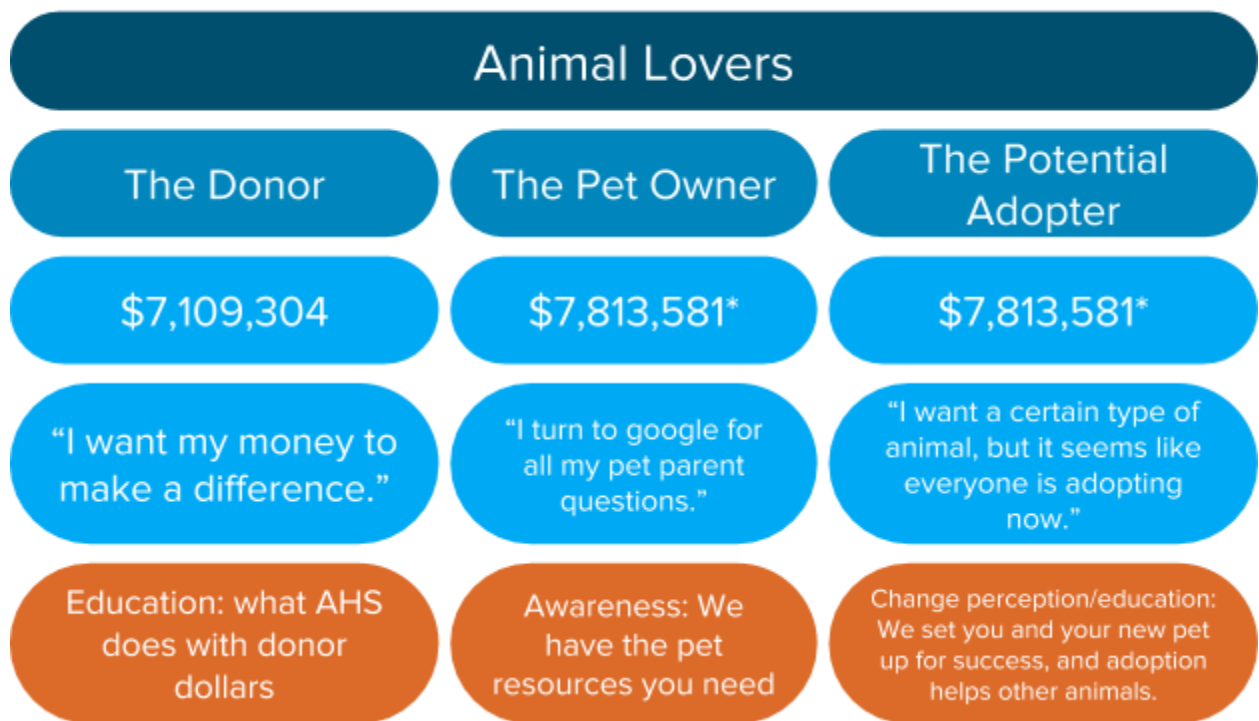 Animal Lovers
The Donor
The Pet Owner
The Potential
Adopter
$7,109,304
$7,813,581*
$7,813,581*
“I want my money to
make a difference.”
“I turn to google for
all my pet parent
questions.”
“I want a certain type of
animal, but it seems like
everyone is adopting
now.”
Education: what AHS
does with donor
dollars
Awareness: We
have the pet
resources you need
Change perception/education:
We set you and your new pet
up for success, and adoption
helps other animals.